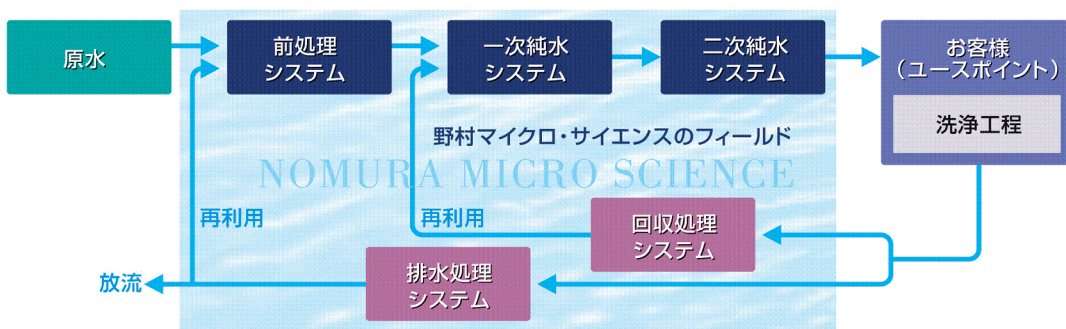 原水
前処理
システム
一次純水
システム
二次純水
システム
お客様
（ユースポイント）
洗浄工程
野村マイクロ・サイエンスのフィールド
NOMURA MICRO SCIENCE
再利用
再利用
回収処理
システム
排水処理
システム
放流